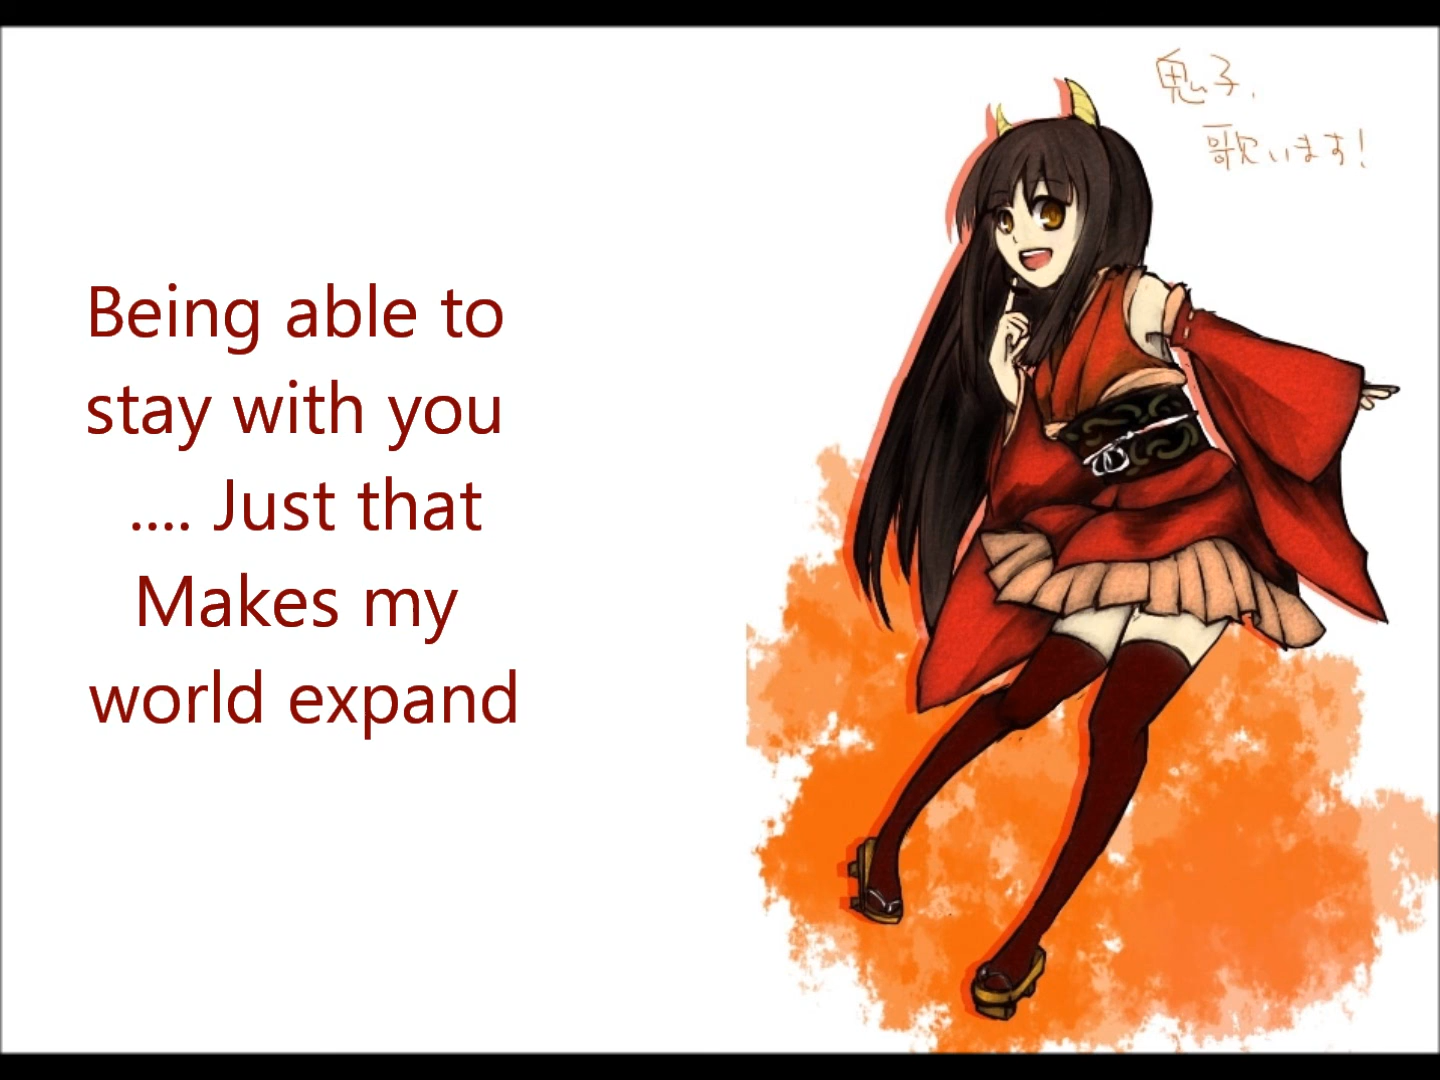 Being able to
stay with you
.... Just that
Makes my
world expand
鬼子、
歌います!